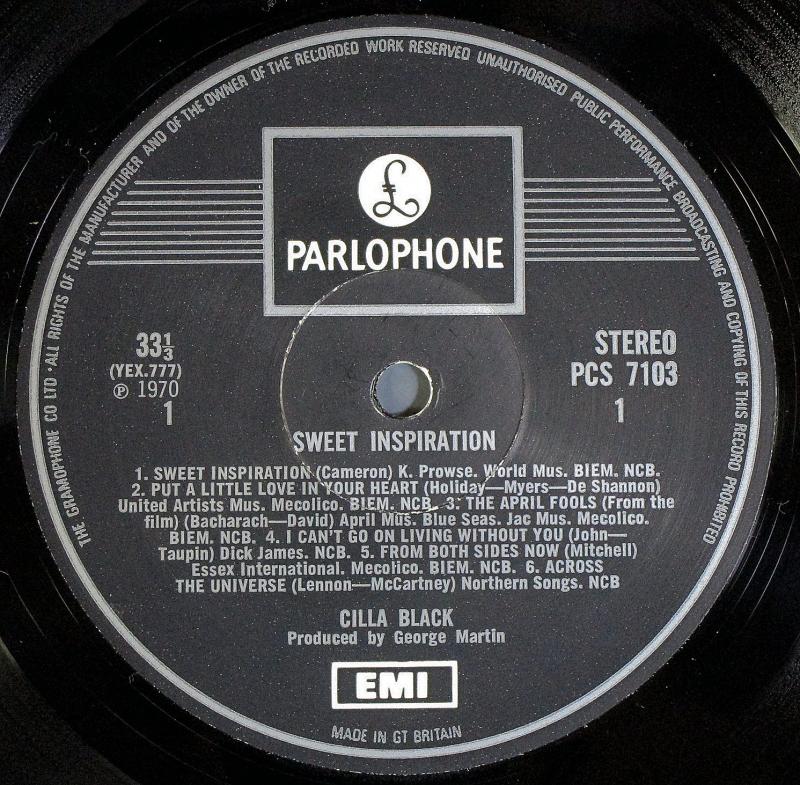 THE GRAMOPHONE CO LTD · ALL RIGHTS OF THE MANUFACTURER AND OF THE OWNER OF THE RECORDED WORK RESERVED UNAUTHORISED PUBLIC PERFORMANCE BROADCASTING AND COPYING OF THIS RECORD PROHIBITED
£
PARLOPHONE
33⅓
(YEX.777)
℗ 1970
1
STEREO
PCS 7103
1
SWEET INSPIRATION
1. SWEET INSPIRATION (Cameron) K. Prowse. World Mus. BIEM. NCB.
2. PUT A LITTLE LOVE IN YOUR HEART (Holiday—Myers—De Shannon)
United Artists Mus. Mecolico. BIEM. NCB. 3. THE APRIL FOOLS (From the
film) (Bacharach—David) April Mus. Blue Seas. Jac Mus. Mecolico.
BIEM. NCB. 4. I CAN'T GO ON LIVING WITHOUT YOU (John—
Taupin) Dick James. NCB. 5. FROM BOTH SIDES NOW (Mitchell)
Essex International. Mecolico. BIEM. NCB. 6. ACROSS
THE UNIVERSE (Lennon—McCartney) Northern Songs. NCB
CILLA BLACK
Produced by George Martin
EMI
MADE IN GT BRITAIN